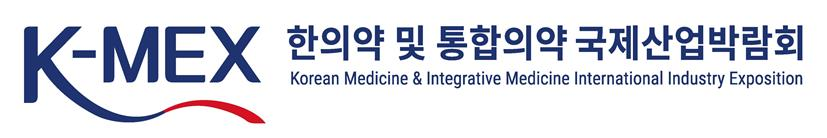 K-MEX
한의약 및 통합의약 국제산업박람회
Korean Medicine & Integrative Medicine International Industry Exposition